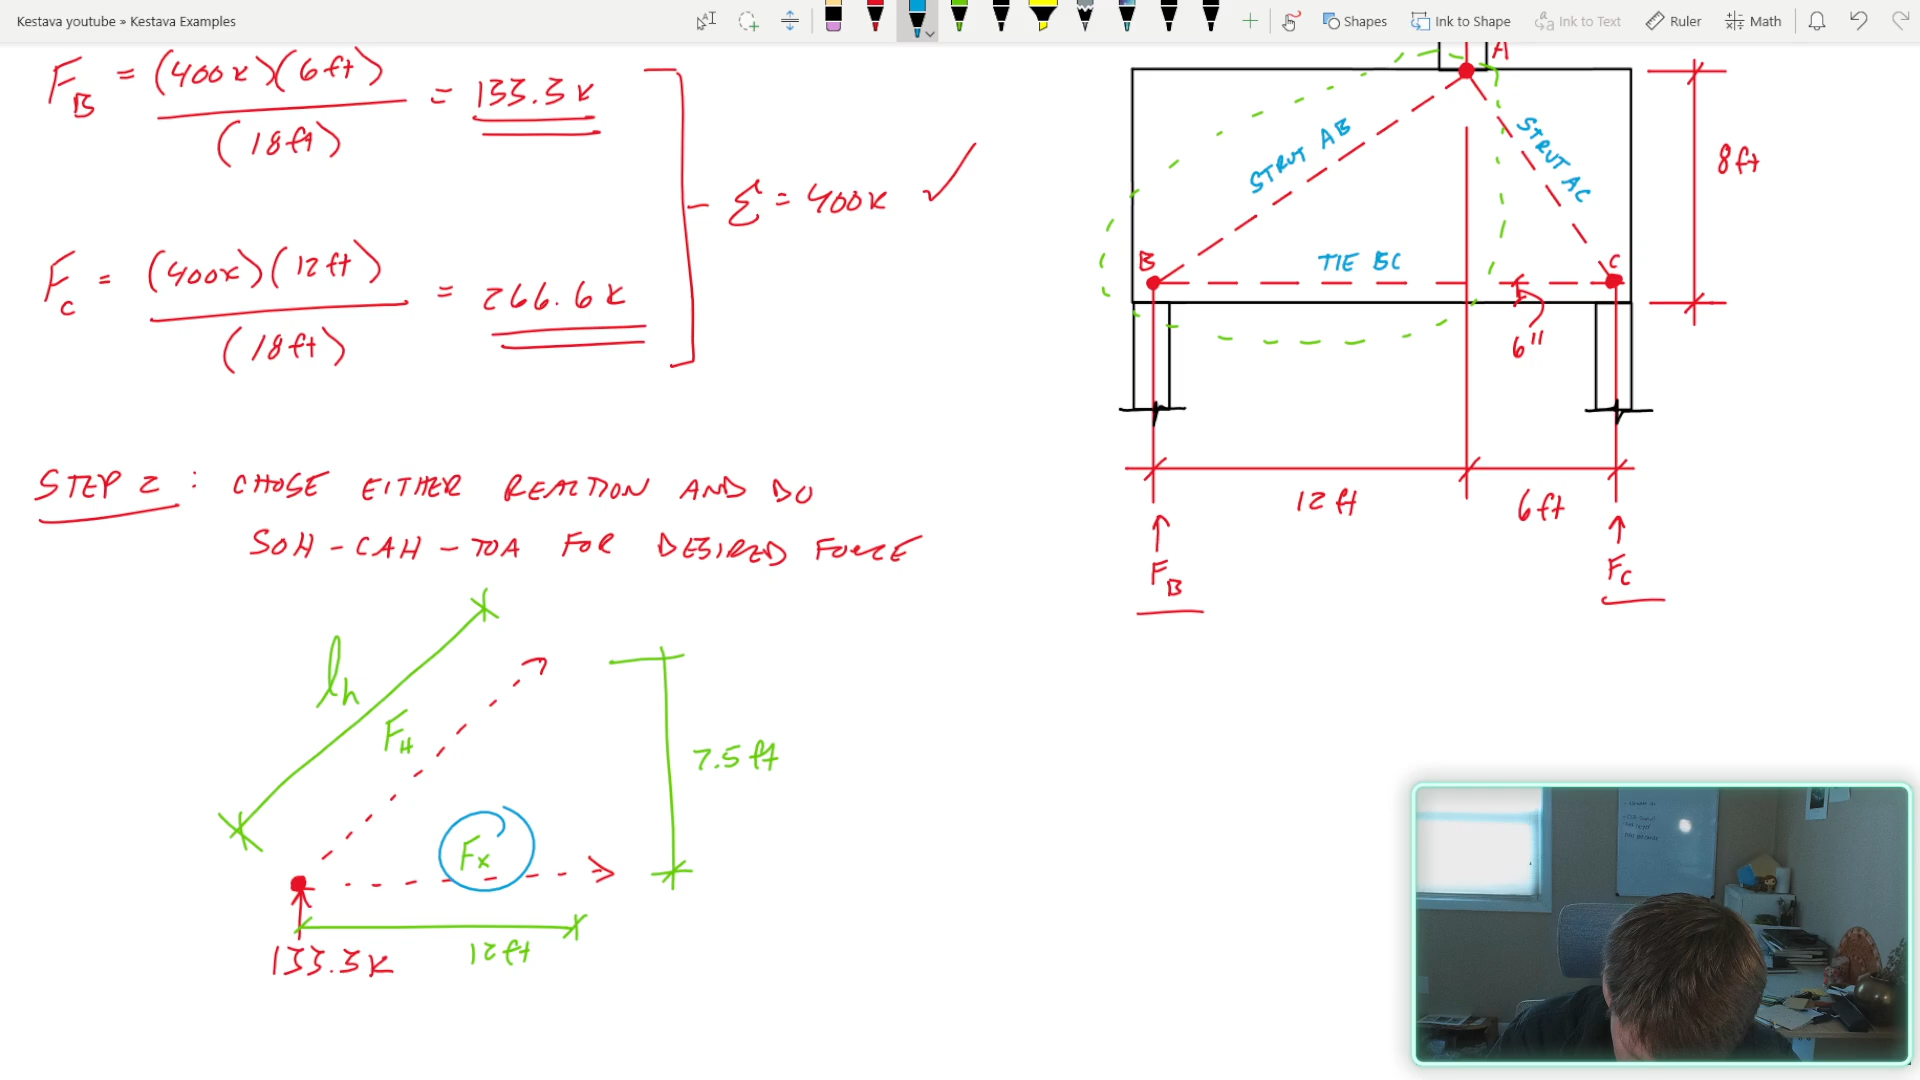 Kestava youtube » Kestava Examples
Shapes
Ink to Shape
Ink to Text
Ruler
Math
F_B = (400k)(6ft) / (18ft) = 133.3k
Σ = 400k ✓
F_C = (400k)(12ft) / (18ft) = 266.6k
STEP 2 : CHOSE EITHER REACTION AND DO
SOH - CAH - TOA FOR DESIRED FORCE
l_h
F_H
7.5 ft
F_x
133.3k
12 ft
A
STRUT AB
STRUT AC
8ft
B
TIE BC
C
6"
12 ft
6 ft
F_B
F_C